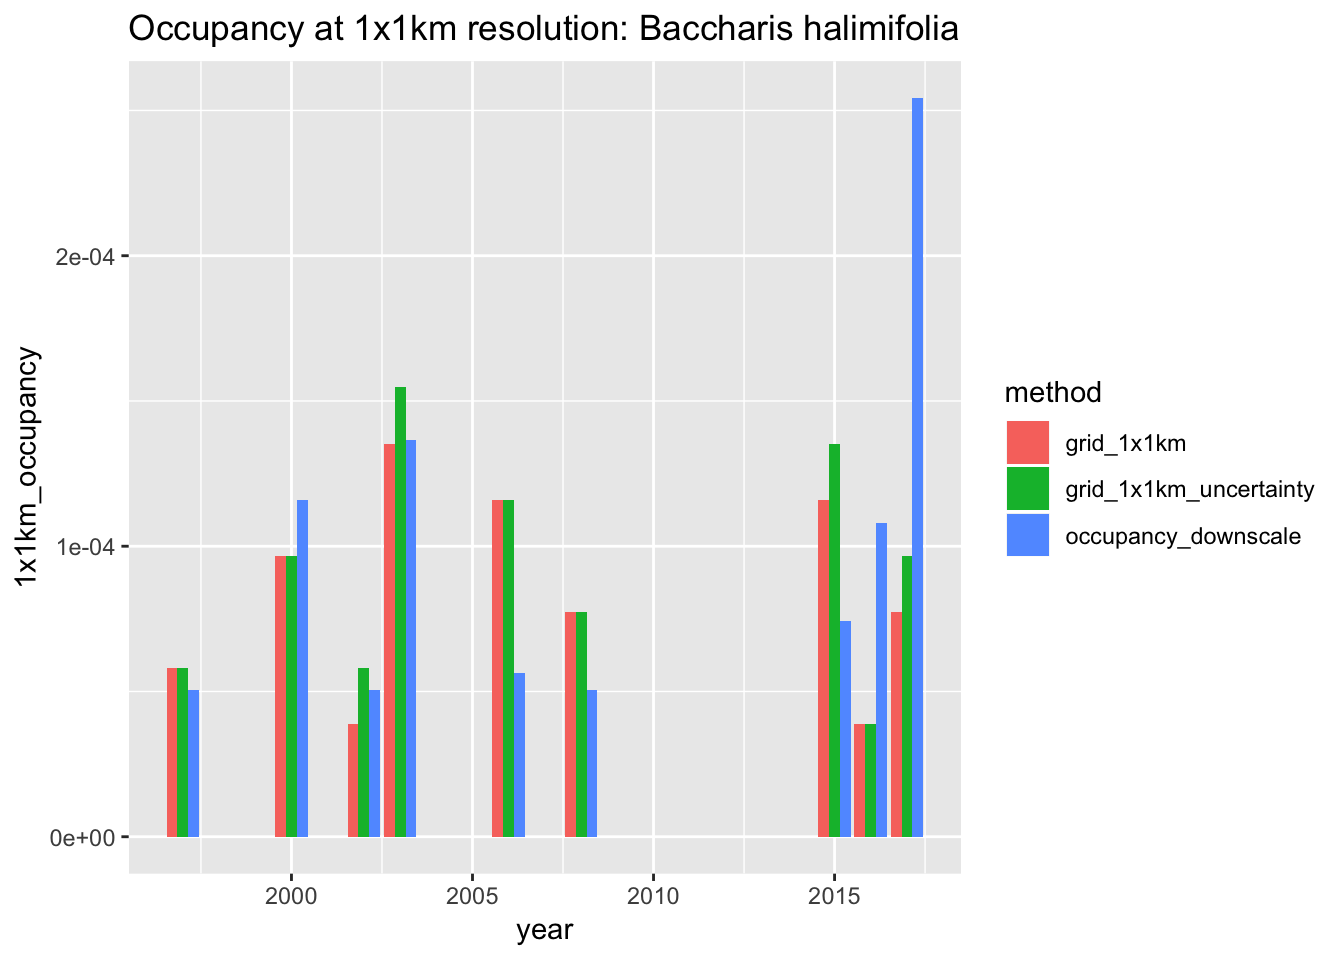 Occupancy at 1x1km resolution: Baccharis halimifolia
1x1km_occupancy
2e-04
1e-04
0e+00
2000
2005
2010
2015
year
method
grid_1x1km
grid_1x1km_uncertainty
occupancy_downscale